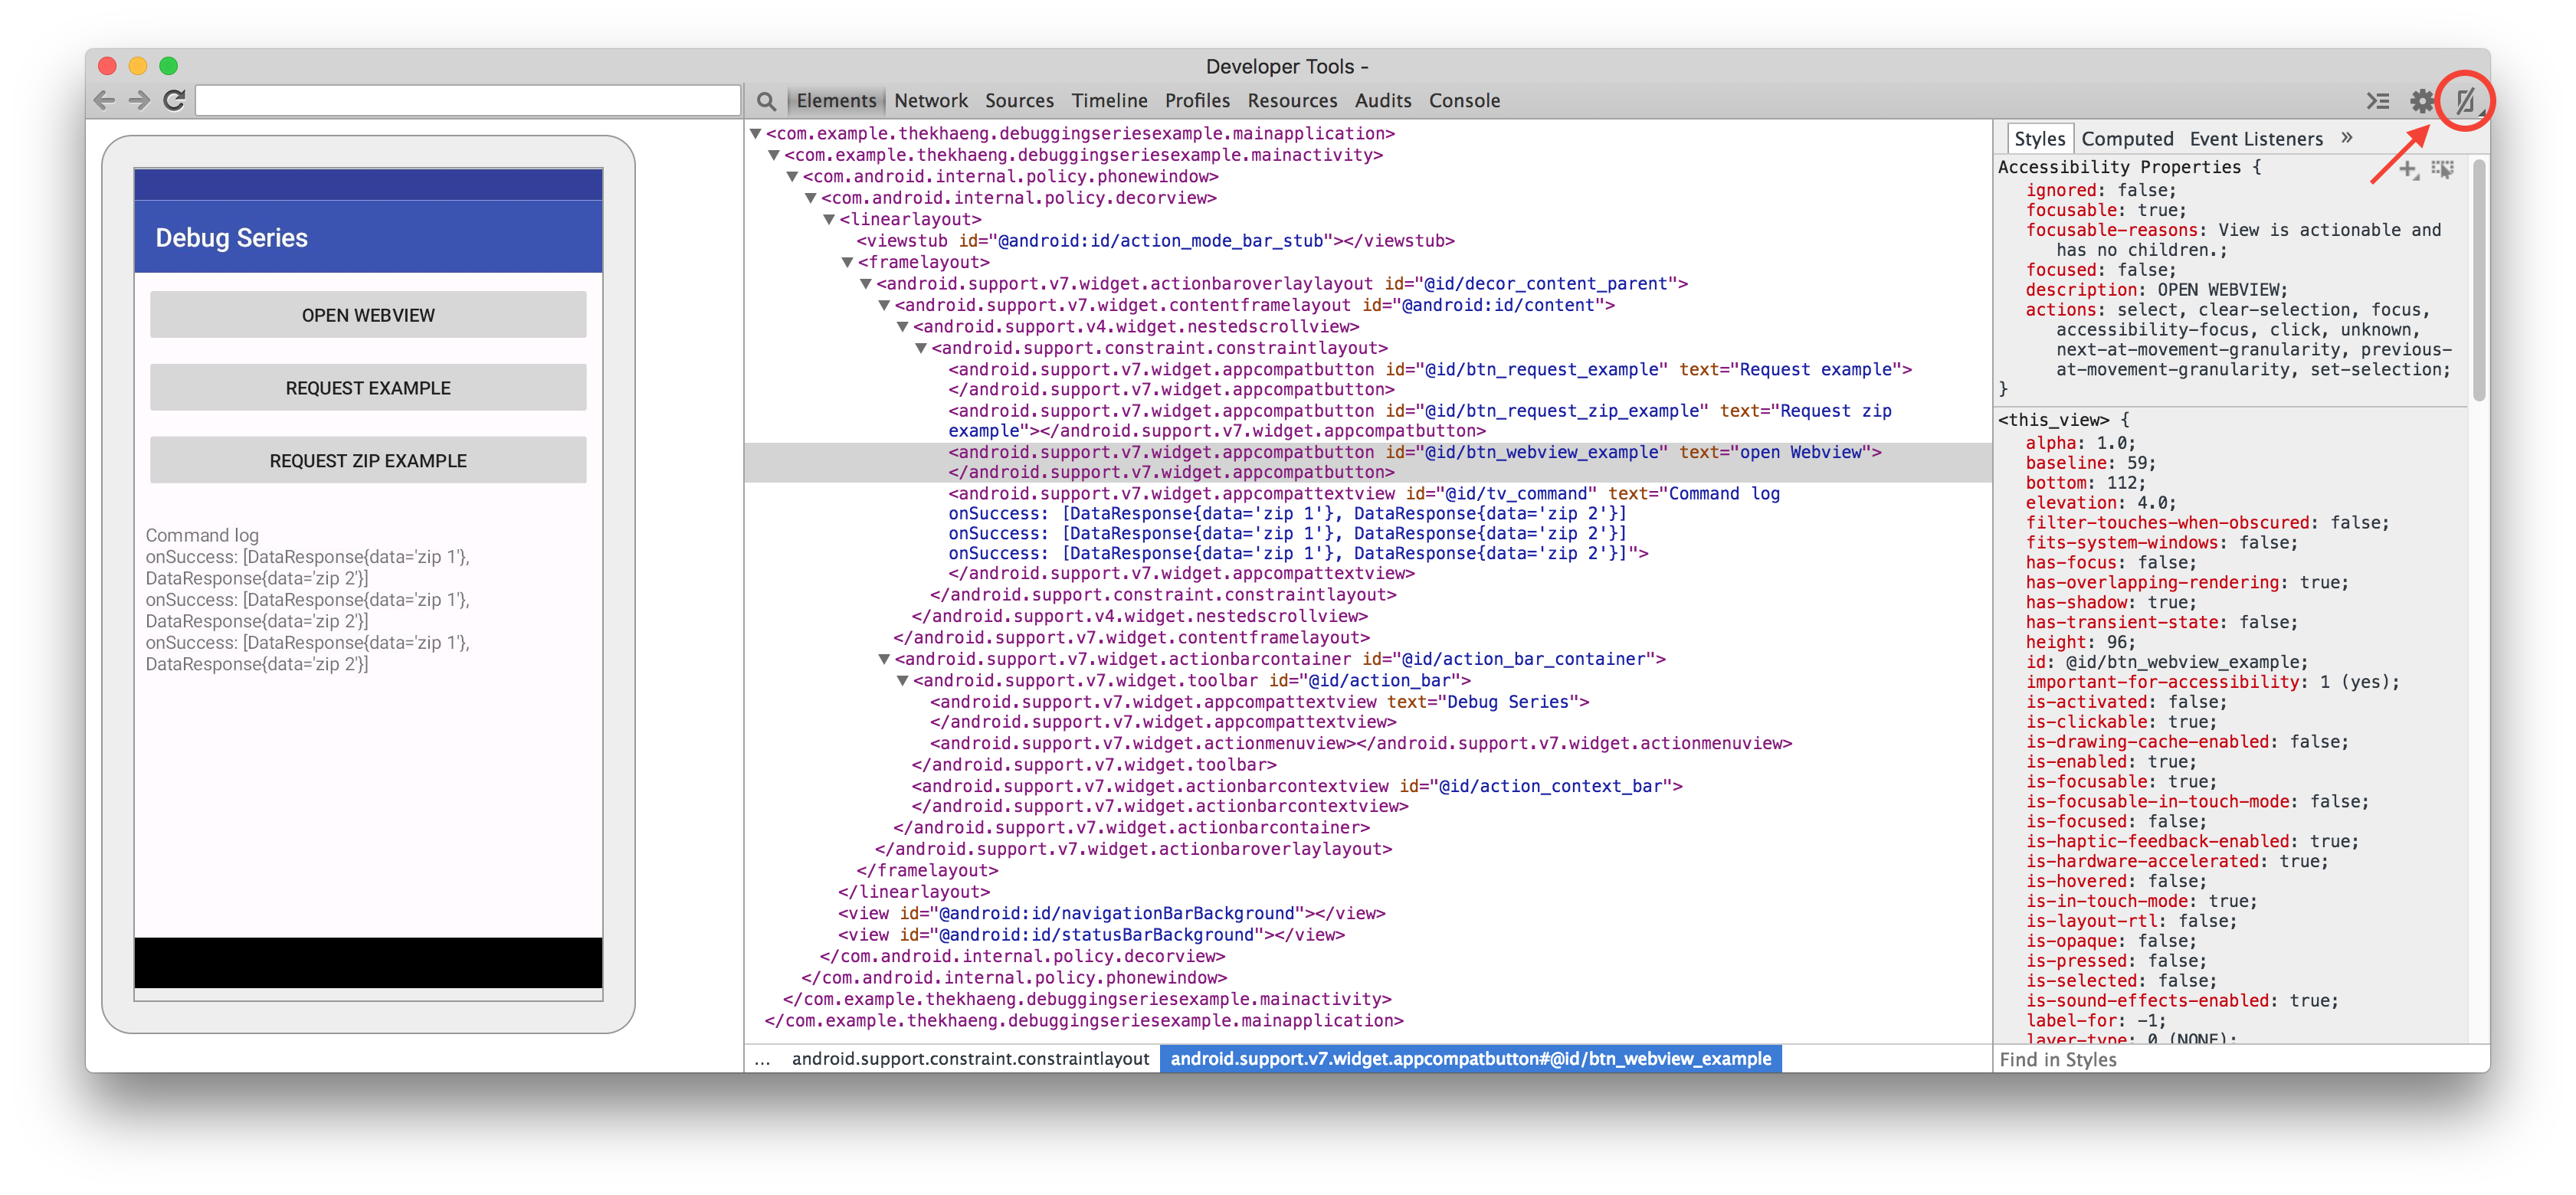 Developer Tools -
Elements Network Sources Timeline Profiles Resources Audits Console
Debug Series
OPEN WEBVIEW
REQUEST EXAMPLE
REQUEST ZIP EXAMPLE
Command log
onSuccess: [DataResponse{data='zip 1'},
DataResponse{data='zip 2'}]
onSuccess: [DataResponse{data='zip 1'},
DataResponse{data='zip 2'}]
onSuccess: [DataResponse{data='zip 1'},
DataResponse{data='zip 2'}]
<com.example.thekhaeng.debuggingseriesexample.mainapplication>
<com.example.thekhaeng.debuggingseriesexample.mainactivity>
<com.android.internal.policy.phonewindow>
<com.android.internal.policy.decorview>
<linearlayout>
<viewstub id="@android:id/action_mode_bar_stub"></viewstub>
<framelayout>
<android.support.v7.widget.actionbaroverlaylayout id="@id/decor_content_parent">
<android.support.v7.widget.contentframelayout id="@android:id/content">
<android.support.v4.widget.nestedscrollview>
<android.support.constraint.constraintlayout>
<android.support.v7.widget.appcompatbutton id="@id/btn_request_example" text="Request example">
</android.support.v7.widget.appcompatbutton>
<android.support.v7.widget.appcompatbutton id="@id/btn_request_zip_example" text="Request zip
example"></android.support.v7.widget.appcompatbutton>
<android.support.v7.widget.appcompatbutton id="@id/btn_webview_example" text="open Webview">
</android.support.v7.widget.appcompatbutton>
<android.support.v7.widget.appcompattextview id="@id/tv_command" text="Command log
onSuccess: [DataResponse{data='zip 1'}, DataResponse{data='zip 2'}]
onSuccess: [DataResponse{data='zip 1'}, DataResponse{data='zip 2'}]
onSuccess: [DataResponse{data='zip 1'}, DataResponse{data='zip 2'}]">
</android.support.v7.widget.appcompattextview>
</android.support.constraint.constraintlayout>
</android.support.v4.widget.nestedscrollview>
</android.support.v7.widget.contentframelayout>
<android.support.v7.widget.actionbarcontainer id="@id/action_bar_container">
<android.support.v7.widget.toolbar id="@id/action_bar">
<android.support.v7.widget.appcompattextview text="Debug Series">
</android.support.v7.widget.appcompattextview>
<android.support.v7.widget.actionmenuview></android.support.v7.widget.actionmenuview>
</android.support.v7.widget.toolbar>
<android.support.v7.widget.actionbarcontextview id="@id/action_context_bar">
</android.support.v7.widget.actionbarcontextview>
</android.support.v7.widget.actionbarcontainer>
</android.support.v7.widget.actionbaroverlaylayout>
</framelayout>
</linearlayout>
<view id="@android:id/navigationBarBackground"></view>
<view id="@android:id/statusBarBackground"></view>
</com.android.internal.policy.decorview>
</com.android.internal.policy.phonewindow>
</com.example.thekhaeng.debuggingseriesexample.mainactivity>
</com.example.thekhaeng.debuggingseriesexample.mainapplication>
... android.support.constraint.constraintlayout android.support.v7.widget.appcompatbutton#@id/btn_webview_example
Styles Computed Event Listeners »
Accessibility Properties {
ignored: false;
focusable: true;
focusable-reasons: View is actionable and
has no children.;
focused: false;
description: OPEN WEBVIEW;
actions: select, clear-selection, focus,
accessibility-focus, click, unknown,
next-at-movement-granularity, previous-
at-movement-granularity, set-selection;
}
<this_view> {
alpha: 1.0;
baseline: 59;
bottom: 112;
elevation: 4.0;
filter-touches-when-obscured: false;
fits-system-windows: false;
has-focus: false;
has-overlapping-rendering: true;
has-shadow: true;
has-transient-state: false;
height: 96;
id: @id/btn_webview_example;
important-for-accessibility: 1 (yes);
is-activated: false;
is-clickable: true;
is-drawing-cache-enabled: false;
is-enabled: true;
is-focusable: true;
is-focusable-in-touch-mode: false;
is-focused: false;
is-haptic-feedback-enabled: true;
is-hardware-accelerated: true;
is-hovered: false;
is-in-touch-mode: true;
is-layout-rtl: false;
is-opaque: false;
is-pressed: false;
is-selected: false;
is-sound-effects-enabled: true;
label-for: -1;
layer-type: 0 (NONE);
Find in Styles